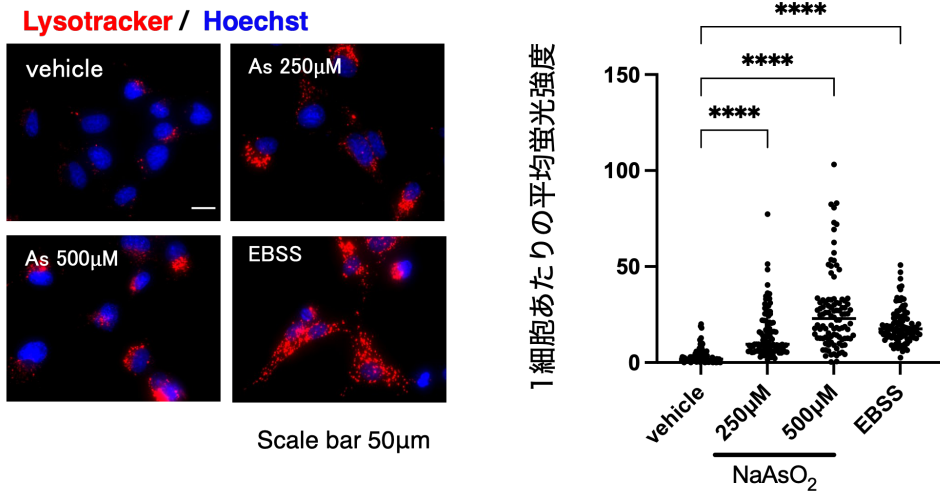 Lysotracker / Hoechst
vehicle
As 250μM
As 500μM
EBSS
Scale bar 50μm
1細胞あたりの平均蛍光強度
150
100
50
0
****
****
****
vehicle
250μM
500μM
EBSS
NaAsO₂